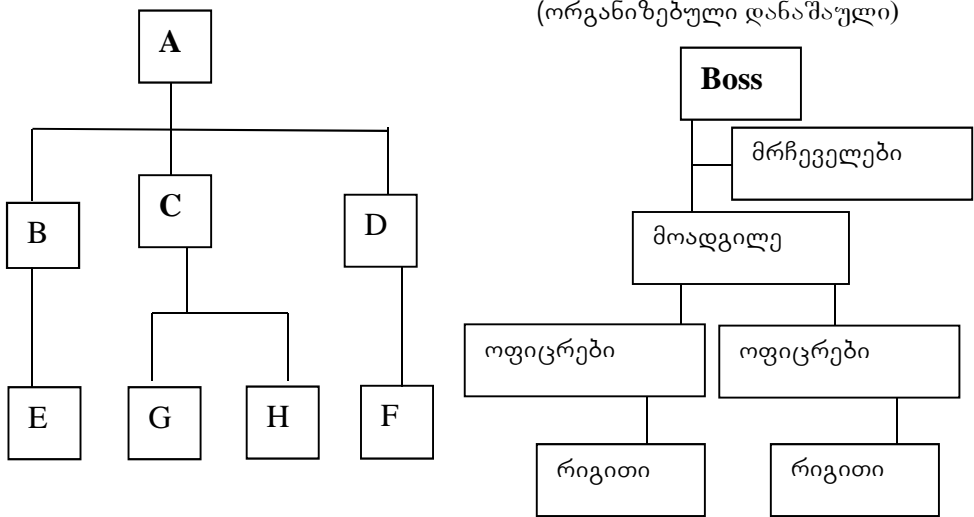 (ორგანიზებული დანაშაული)
A
B
C
D
E
G
H
F
Boss
მრჩეველები
მოადგილე
ოფიცრები
ოფიცრები
რიგითი
რიგითი